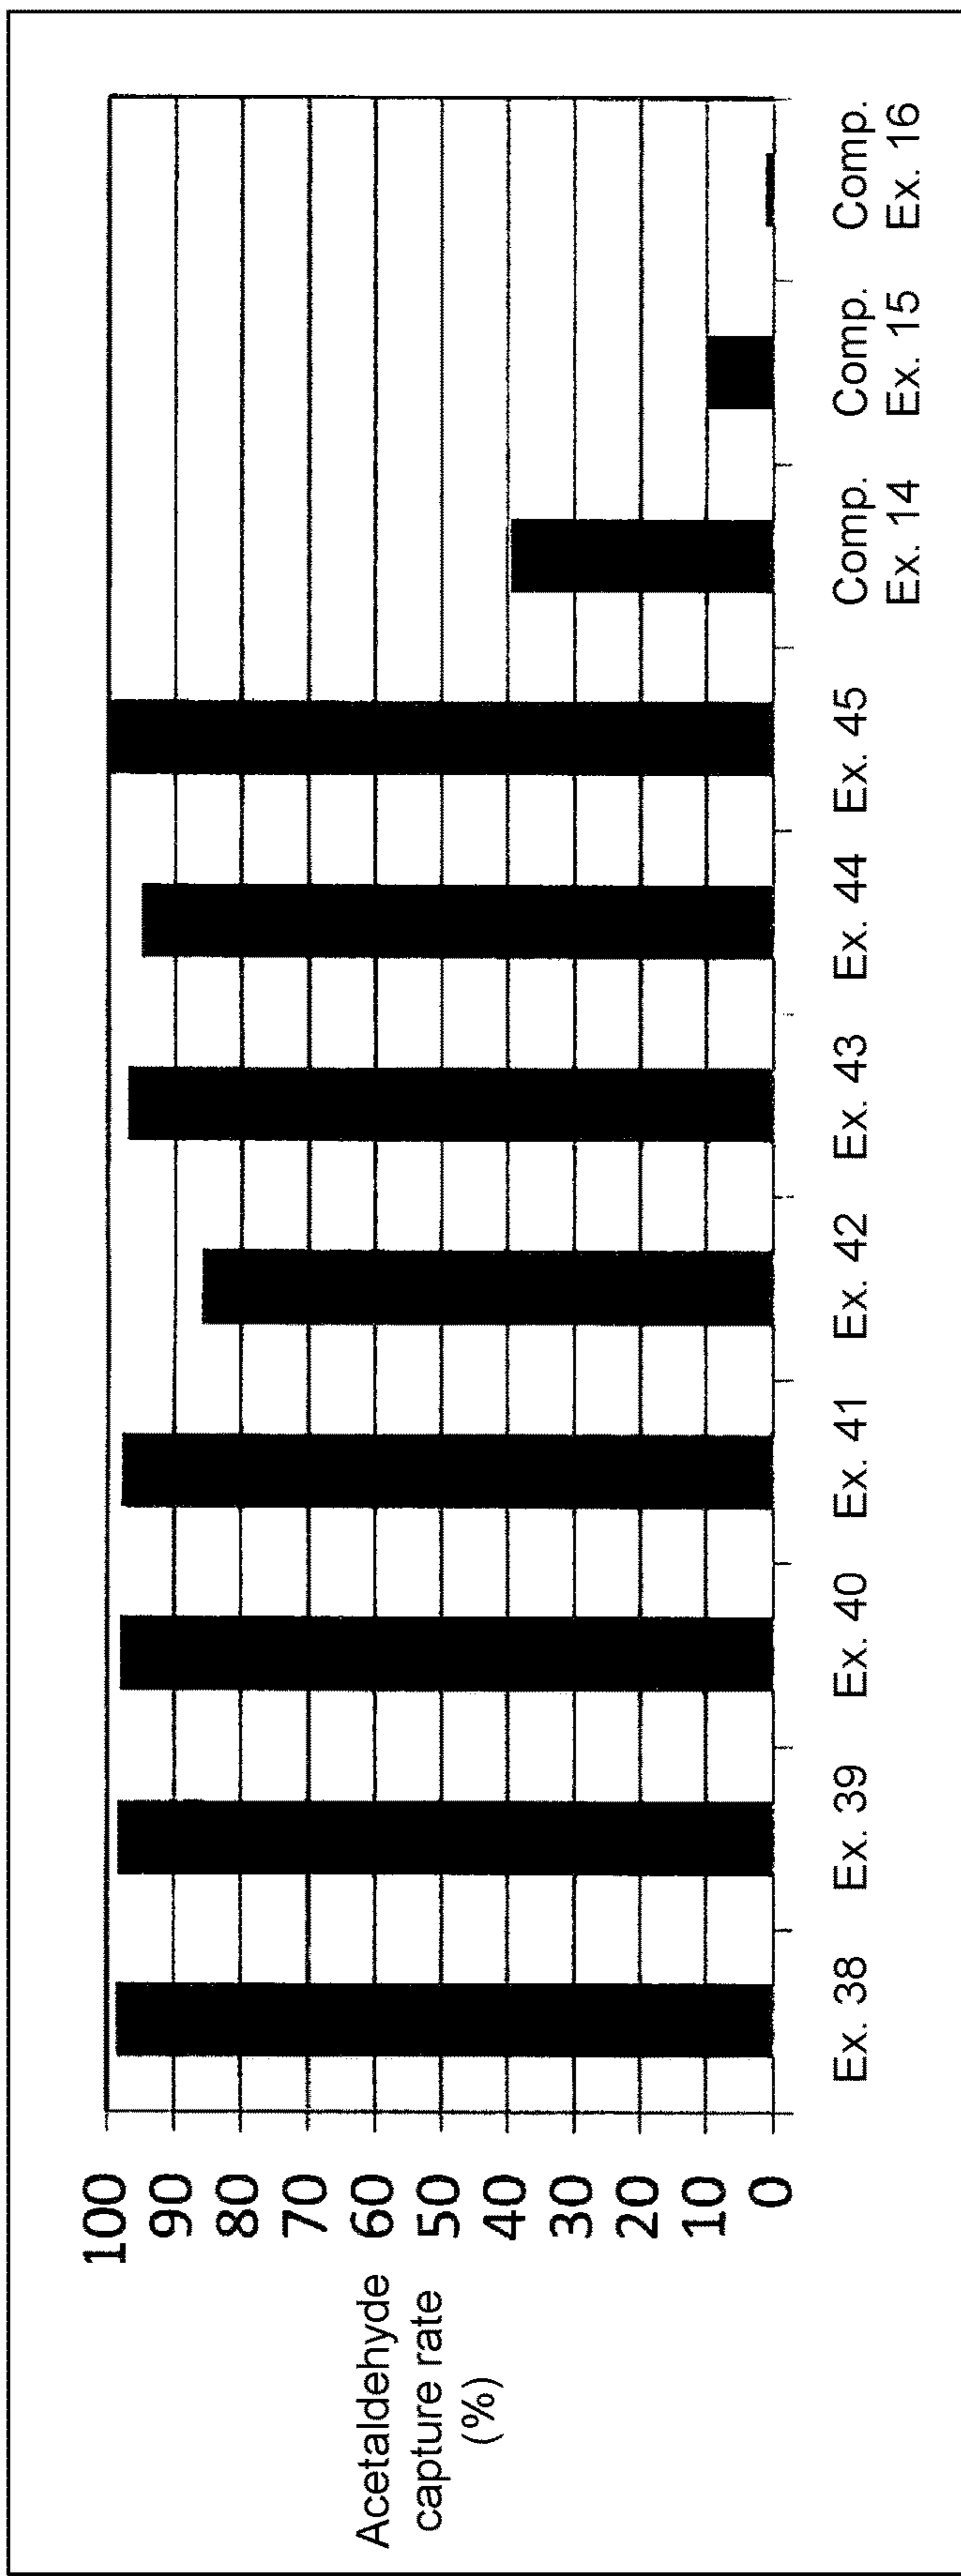 Acetaldehyde
capture rate
(%)
100
90
80
70
60
50
40
30
20
10
0
Ex. 38
Ex. 39
Ex. 40
Ex. 41
Ex. 42
Ex. 43
Ex. 44
Ex. 45
Comp.
Ex. 14
Comp.
Ex. 15
Comp.
Ex. 16